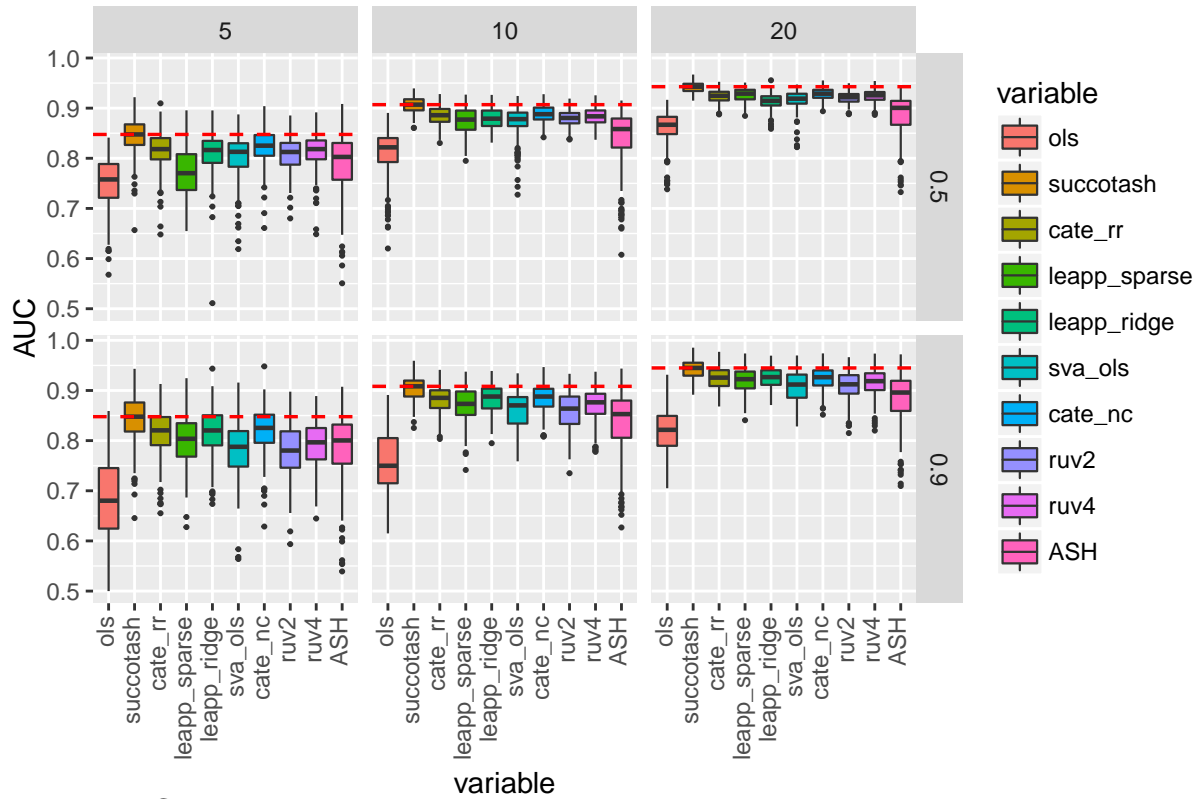 5
10
20
1.0
0.9
0.8
0.7
0.6
0.5
0.5
1.0
0.9
0.8
0.7
0.6
0.5
0.9
AUC
ols
succotash
cate_rr
leapp_sparse
leapp_ridge
sva_ols
cate_nc
ruv2
ruv4
ASH
ols
succotash
cate_rr
leapp_sparse
leapp_ridge
sva_ols
cate_nc
ruv2
ruv4
ASH
ols
succotash
cate_rr
leapp_sparse
leapp_ridge
sva_ols
cate_nc
ruv2
ruv4
ASH
variable
variable
ols
succotash
cate_rr
leapp_sparse
leapp_ridge
sva_ols
cate_nc
ruv2
ruv4
ASH